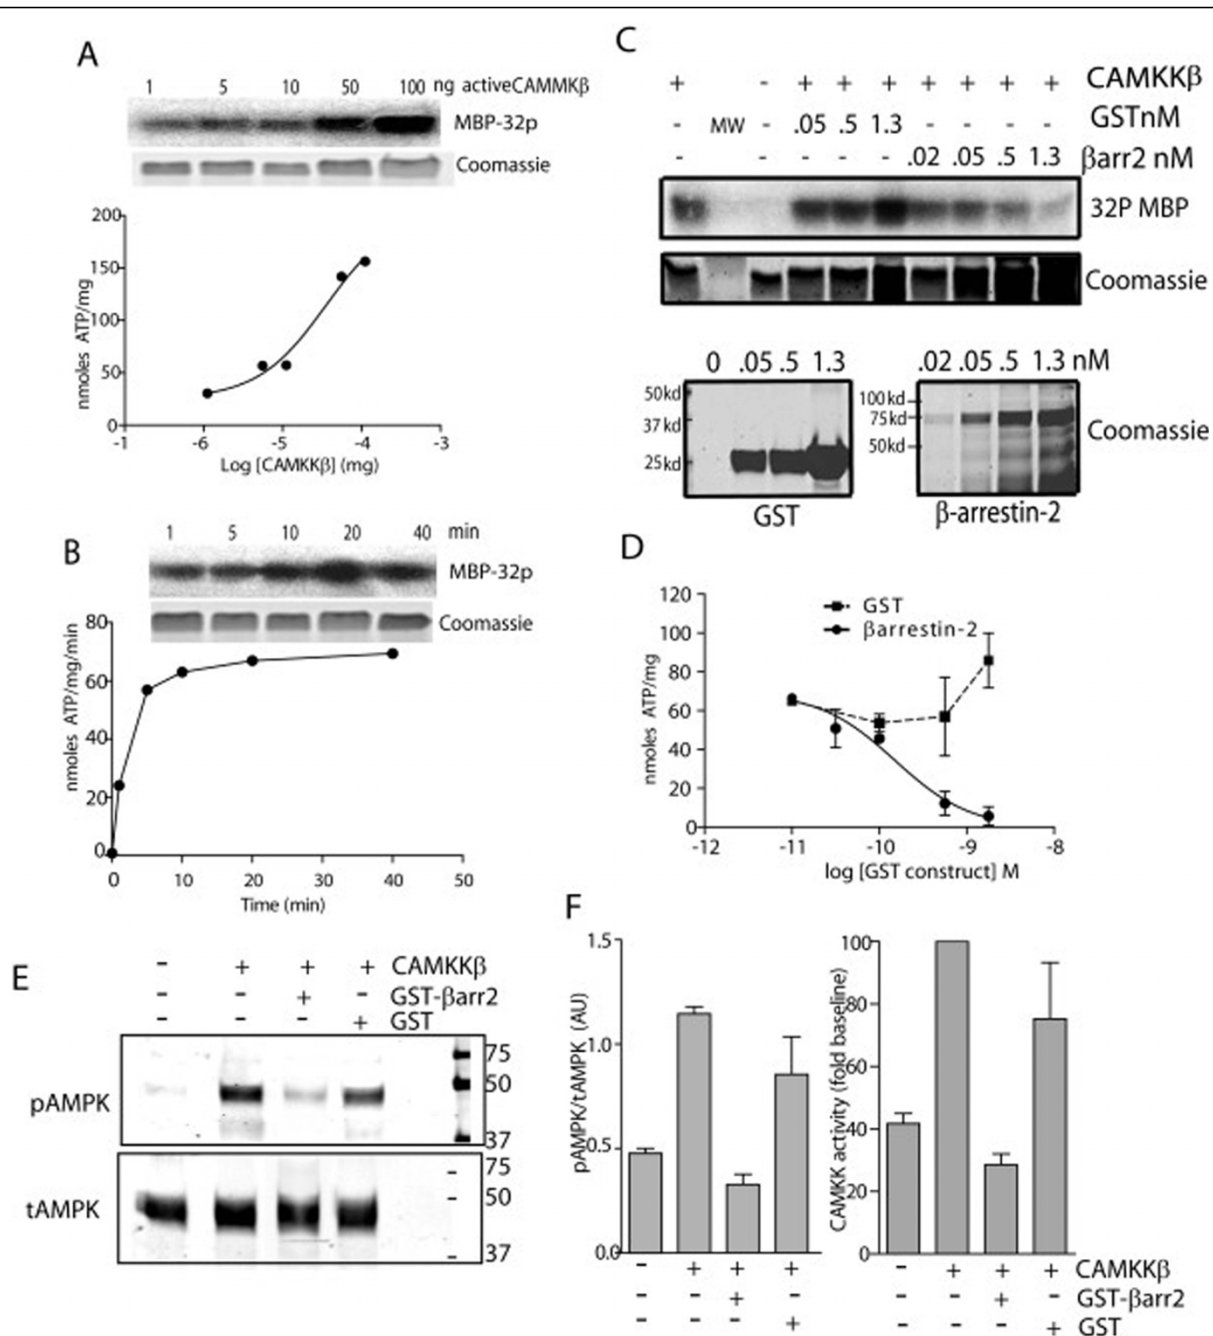 A
1 5 10 50 100 ng activeCAMMKβ
MBP-32p
Coomassie
200
150
100
50
0
nmoles ATP/mg
-1 -6 -5 -4 -3
Log [CAMKKβ] (mg)
B
1 5 10 20 40 min
MBP-32p
Coomassie
80
60
40
20
0
nmoles ATP/mg/min
0 10 20 30 40 50
Time (min)
C
+ - + + + + + + + CAMKKβ
- MW - .05 .5 1.3 - - - - GSTnM
- - - - - .02 .05 .5 1.3 βarr2 nM
32P MBP
Coomassie
0 .05 .5 1.3
50kd
37 kd
25kd
GST
.02 .05 .5 1.3 nM
100kd
75kd
50kd
Coomassie
β-arrestin-2
D
120
100
80
60
40
20
0
nmoles ATP/mg
GST
βarrestin-2
-12 -11 -10 -9 -8
log [GST construct] M
E
- + + + CAMKKβ
- - + - GST-βarr2
- - - + GST
pAMPK
75
50
37
tAMPK
75
50
37
F
1.5
1.0
0.5
0.0
pAMPK/tAMPK (AU)
100
80
60
40
20
0
CAMKK activity (fold baseline)
- + + + - + + + CAMKKβ
- - + - - - + - GST-βarr2
- - - + - - - + GST